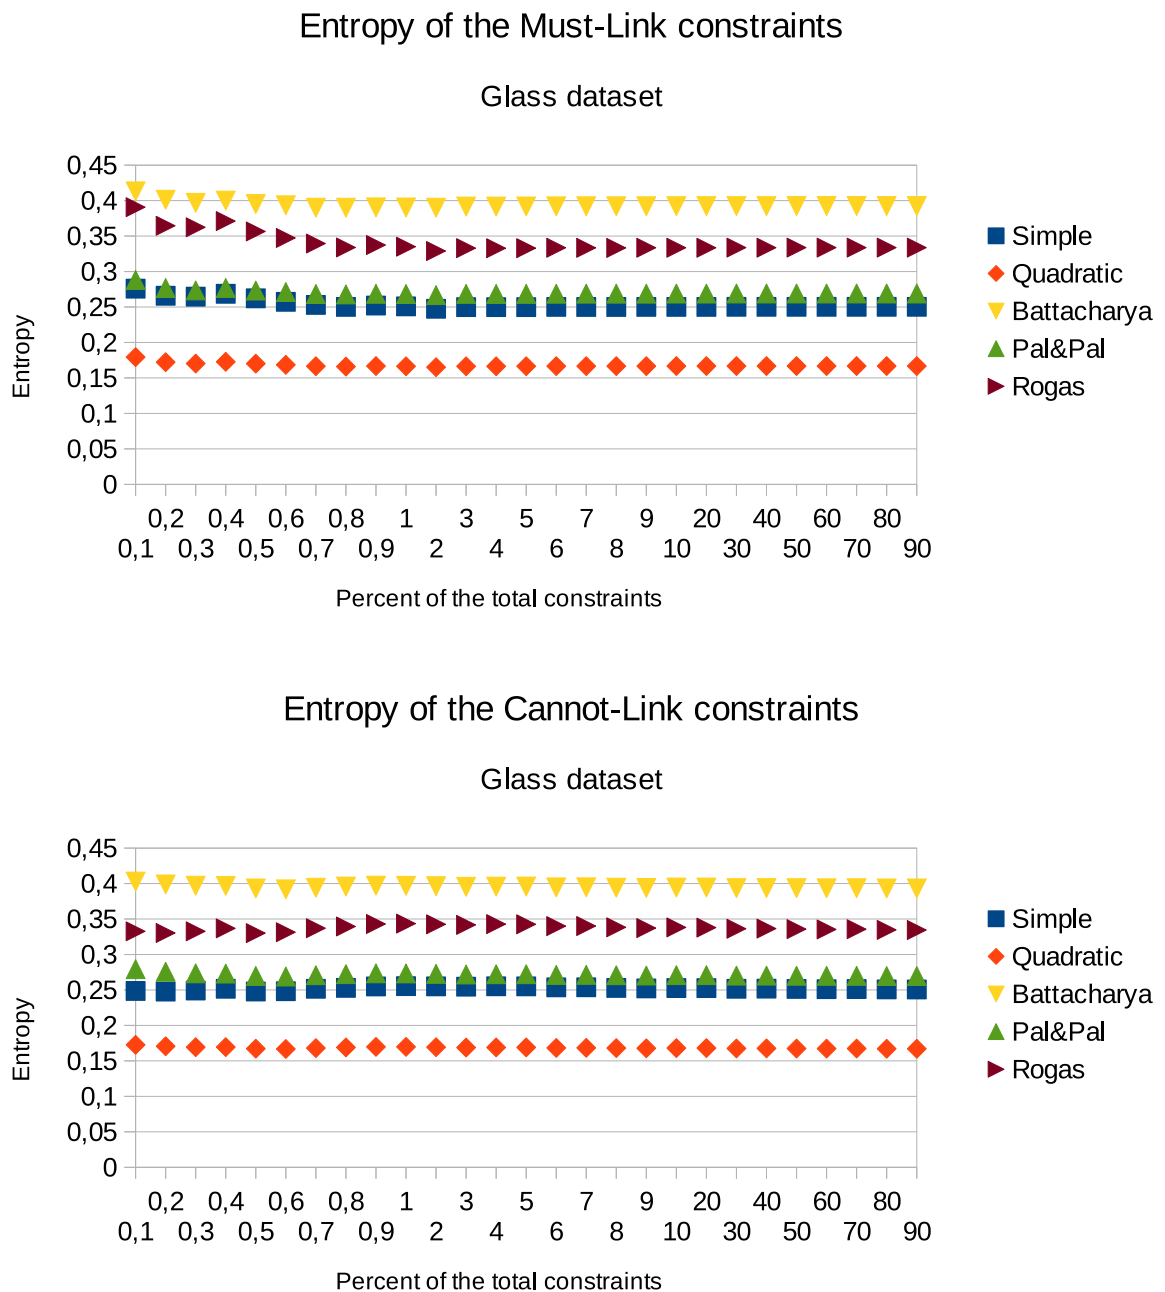 Entropy of the Must-Link constraints
Glass dataset
0,45
0,4
0,35
0,3
0,25
0,2
0,15
0,1
0,05
0
Entropy
0,2 0,4 0,6 0,8 1 3 5 7 9 20 40 60 80
0,1 0,3 0,5 0,7 0,9 2 4 6 8 10 30 50 70 90
Percent of the total constraints
Simple
Quadratic
Battacharya
Pal&Pal
Rogas
Entropy of the Cannot-Link constraints
Glass dataset
0,45
0,4
0,35
0,3
0,25
0,2
0,15
0,1
0,05
0
Entropy
0,2 0,4 0,6 0,8 1 3 5 7 9 20 40 60 80
0,1 0,3 0,5 0,7 0,9 2 4 6 8 10 30 50 70 90
Percent of the total constraints
Simple
Quadratic
Battacharya
Pal&Pal
Rogas